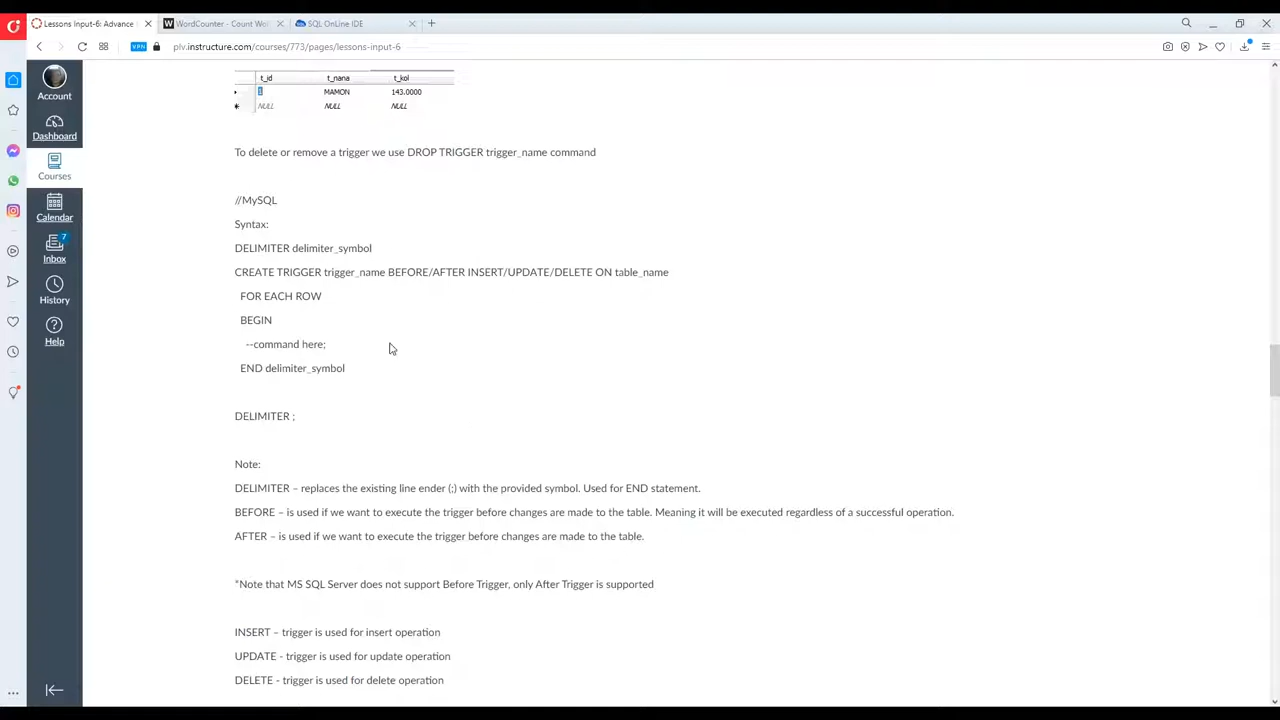 Lessons Input-6: Advance
WordCounter - Count Wo
SQL OnLine IDE
VPN
plv.instructure.com/courses/773/pages/lessons-input-6
Account
Dashboard
Courses
Calendar
7
Inbox
History
Help
t_id t_nana t_kol
1 MAMON 143.0000
NULL NULL NULL
To delete or remove a trigger we use DROP TRIGGER trigger_name command
//MySQL
Syntax:
DELIMITER delimiter_symbol
CREATE TRIGGER trigger_name BEFORE/AFTER INSERT/UPDATE/DELETE ON table_name
FOR EACH ROW
BEGIN
--command here;
END delimiter_symbol
DELIMITER ;
Note:
DELIMITER – replaces the existing line ender (;) with the provided symbol. Used for END statement.
BEFORE – is used if we want to execute the trigger before changes are made to the table. Meaning it will be executed regardless of a successful operation.
AFTER – is used if we want to execute the trigger before changes are made to the table.
*Note that MS SQL Server does not support Before Trigger, only After Trigger is supported
INSERT – trigger is used for insert operation
UPDATE - trigger is used for update operation
DELETE - trigger is used for delete operation